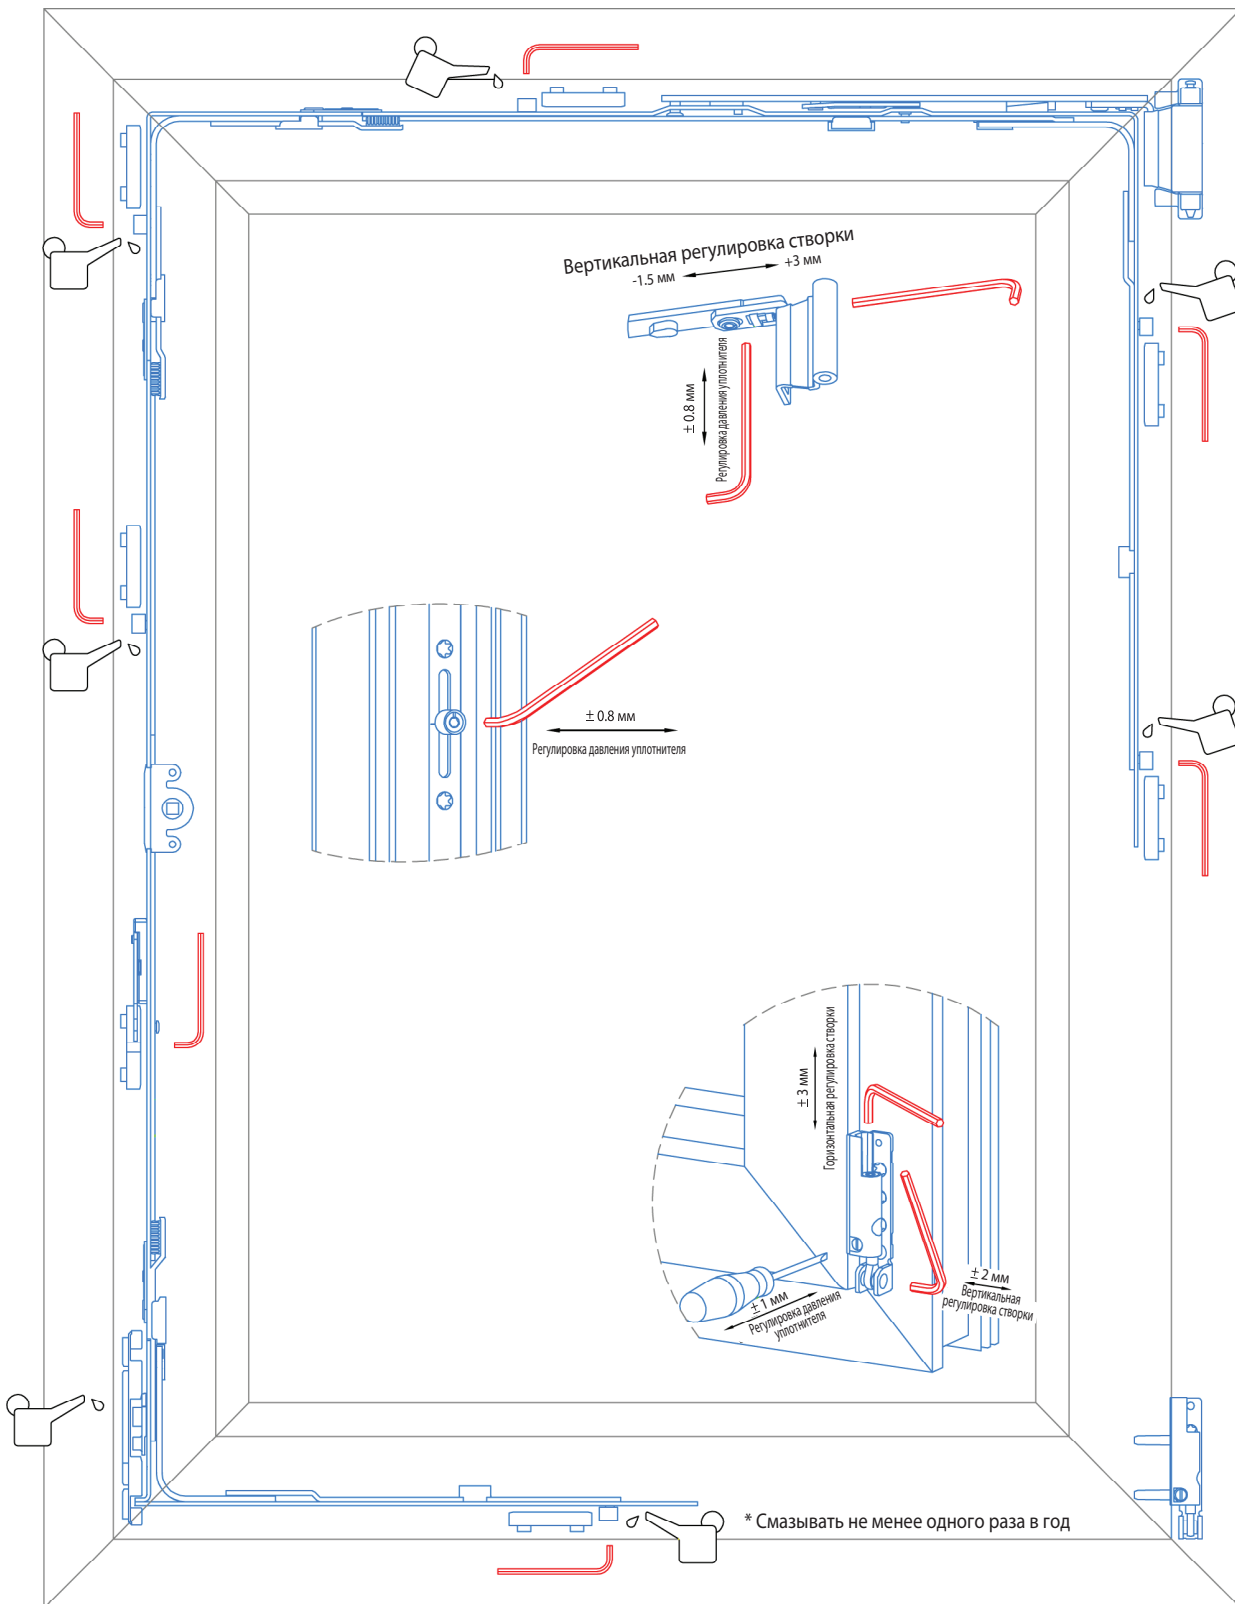 Вертикальная регулировка створки
-1.5 мм
+3 мм
± 0.8 мм
Регулировка давления уплотнителя
± 0.8 мм
Регулировка давления уплотнителя
± 3 мм
Горизонтальная регулировка створки
± 2 мм
Вертикальная
регулировка створки
± 1 мм
Регулировка давления
уплотнителя
* Смазывать не менее одного раза в год